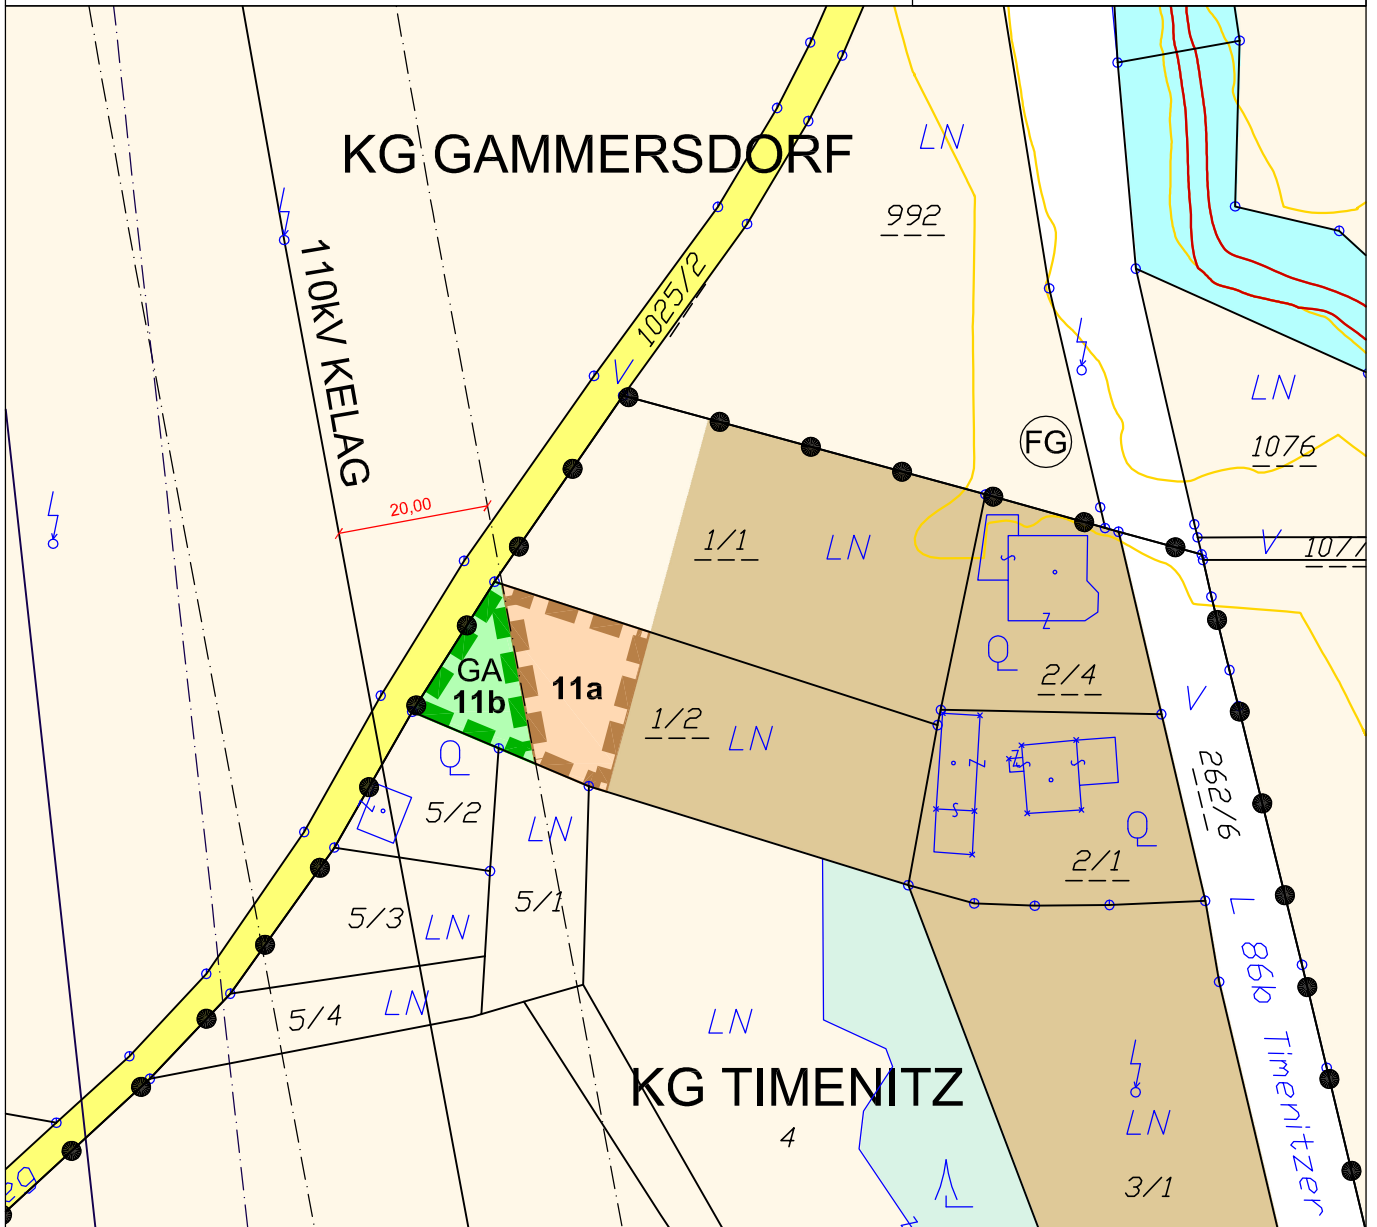 KG GAMMERSDORF
LN
992
1025/2
V
110kV KELAG
20,00
FG
LN
1076
V
1077
1/1
LN
GA
11b
11a
1/2
LN
2/4
V
262/6
2/1
5/2
LN
5/1
5/3
LN
5/4
LN
LN
KG TIMENITZ
4
L 86b Timenitzer
LN
3/1